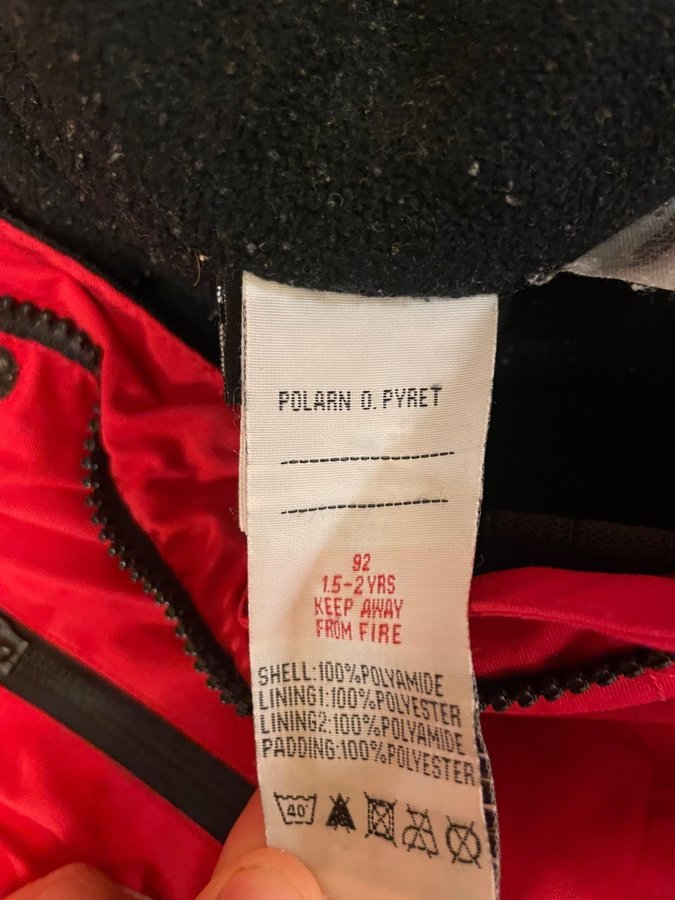 POLARN O. PYRET
92
1.5-2YRS
KEEP AWAY
FROM FIRE
SHELL:100%POLYAMIDE
LINING1:100%POLYESTER
LINING2:100%POLYAMIDE
PADDING:100%POLYESTER
40°